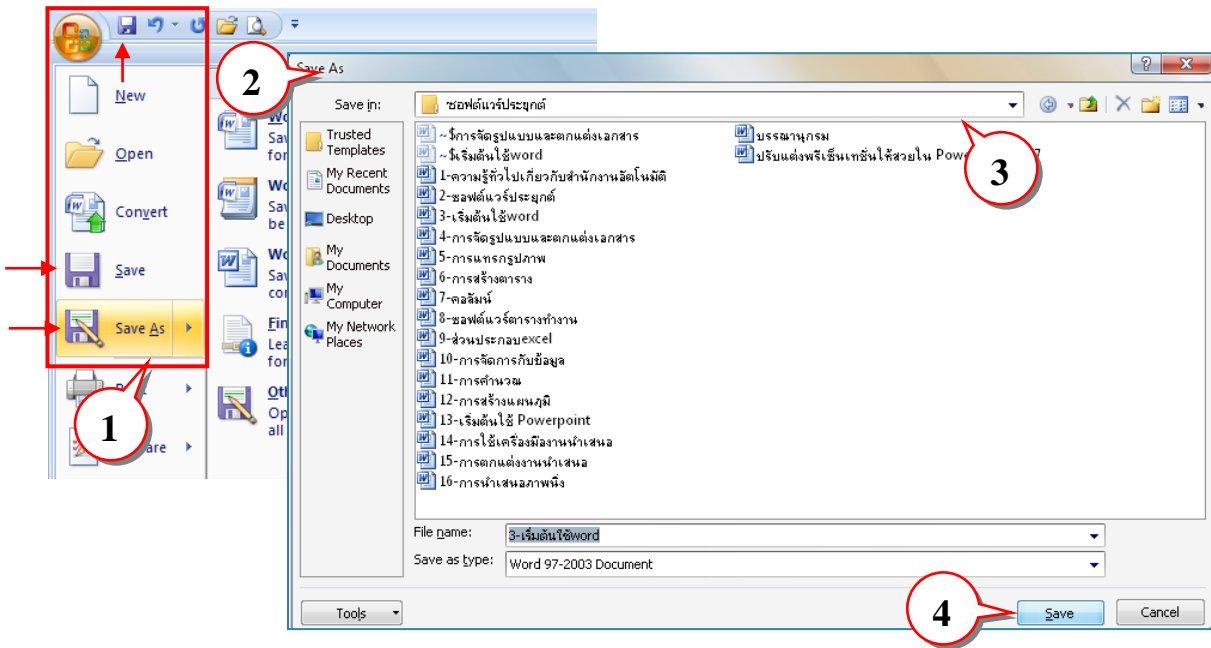 New
Open
Convert
Save
Save As
are
Wo
Sav
for
Wo
Sav
be
Wo
Sav
con
Fin
Lea
for
Oth
Op
all
1
2
Save As
Save in:
ซอฟต์แวร์ประยุกต์
3
Trusted Templates
My Recent Documents
Desktop
My Documents
My Computer
My Network Places
~$การจัดรูปแบบและตกแต่งเอกสาร
~$เริ่มต้นใช้word
1-ความรู้ทั่วไปเกี่ยวกับสำนักงานอัตโนมัติ
2-ซอฟต์แวร์ประยุกต์
3-เริ่มต้นใช้word
4-การจัดรูปแบบและตกแต่งเอกสาร
5-การแทรกรูปภาพ
6-การสร้างตาราง
7-คอลัมน์
8-ซอฟต์แวร์ตารางทำงาน
9-ส่วนประกอบexcel
10-การจัดการกับข้อมูล
11-การคำนวณ
12-การสร้างแผนภูมิ
13-เริ่มต้นใช้ Powerpoint
14-การใช้เครื่องมืองานนำเสนอ
15-การตกแต่งงานนำเสนอ
16-การนำเสนอภาพนิ่ง
บรรณานุกรม
ปรับแต่งพรีเซ็นเทชั่นให้สวยใน Pow 7
File name:
3-เริ่มต้นใช้word
Save as type:
Word 97-2003 Document
Tools
4
Save
Cancel